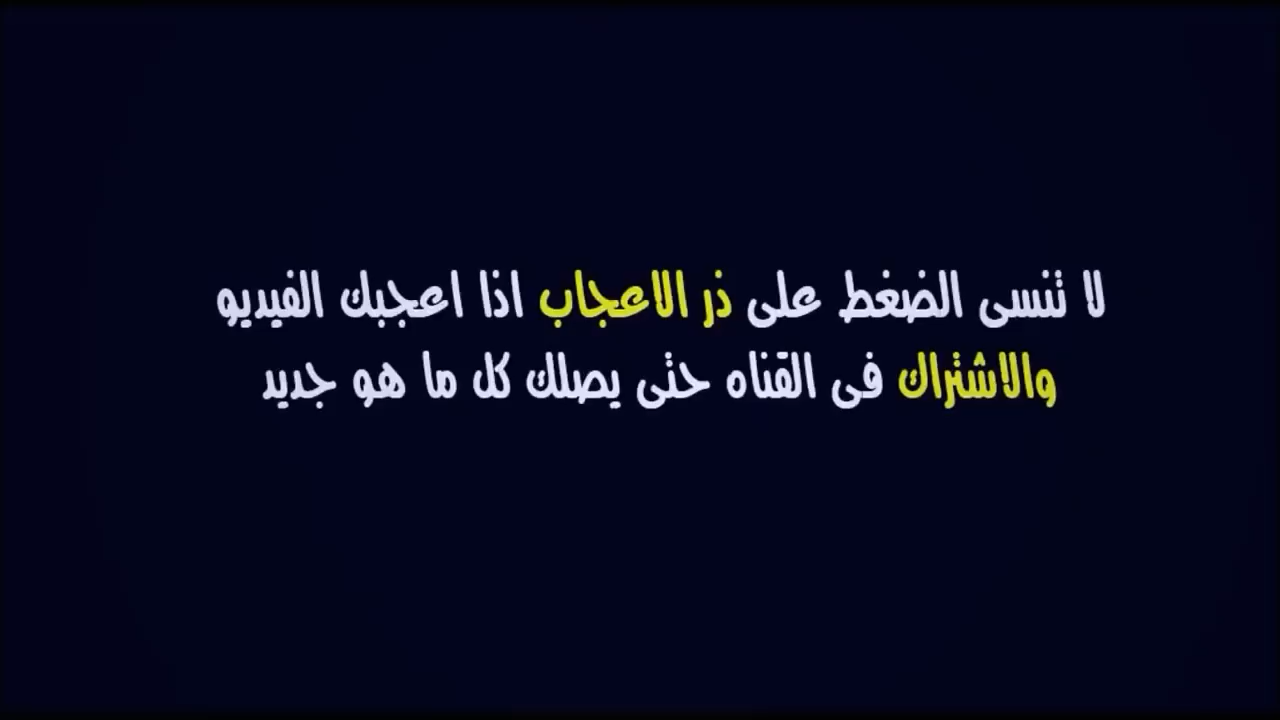 لا تنسى الضغط على ذر الاعجاب اذا اعجبك الفيديو
والاشتراك فى القناه حتى يصلك كل ما هو جديد